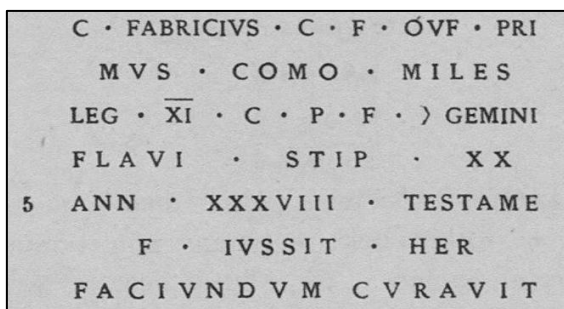 C · FABRICIVS · C · F · ÓVF · PRI
MVS · COMO · MILES
LEG · X̅I̅ · C · P · F · 〉 GEMINI
FLAVI · STIP · XX
5 ANN · XXXVIII · TESTAME
F · IVSSIT · HER
FACIVNDVM CVRAVIT